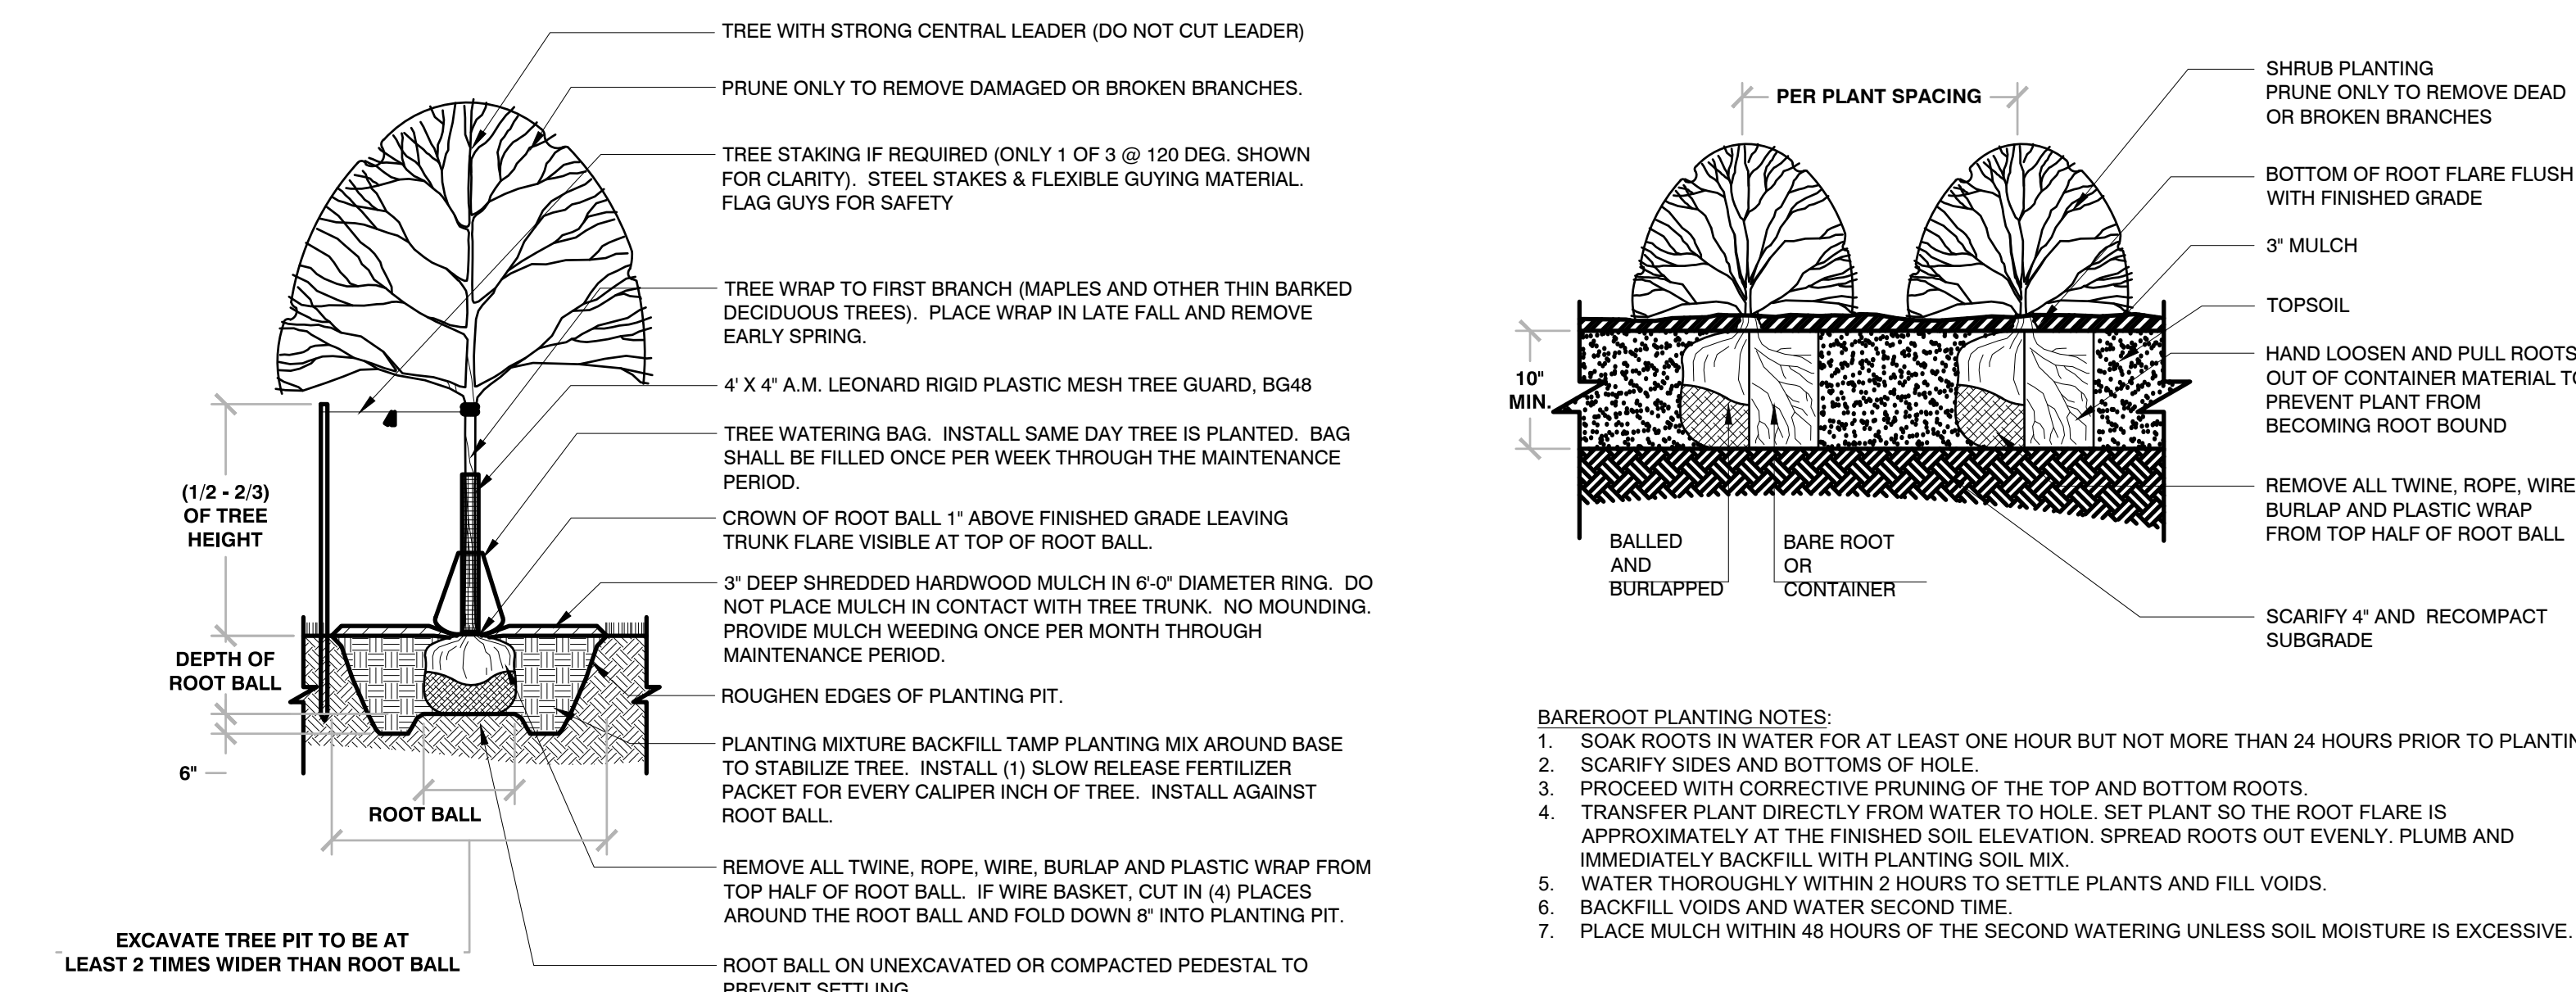 TREE WITH STRONG CENTRAL LEADER (DO NOT CUT LEADER)
PRUNE ONLY TO REMOVE DAMAGED OR BROKEN BRANCHES.
TREE STAKING IF REQUIRED (ONLY 1 OF 3 @ 120 DEG. SHOWN
FOR CLARITY). STEEL STAKES & FLEXIBLE GUYING MATERIAL.
FLAG GUYS FOR SAFETY
TREE WRAP TO FIRST BRANCH (MAPLES AND OTHER THIN BARKED
DECIDUOUS TREES). PLACE WRAP IN LATE FALL AND REMOVE
EARLY SPRING.
4' X 4" A.M. LEONARD RIGID PLASTIC MESH TREE GUARD, BG48
TREE WATERING BAG. INSTALL SAME DAY TREE IS PLANTED. BAG
SHALL BE FILLED ONCE PER WEEK THROUGH THE MAINTENANCE
PERIOD.
CROWN OF ROOT BALL 1" ABOVE FINISHED GRADE LEAVING
TRUNK FLARE VISIBLE AT TOP OF ROOT BALL.
3" DEEP SHREDDED HARDWOOD MULCH IN 6'-0" DIAMETER RING. DO
NOT PLACE MULCH IN CONTACT WITH TREE TRUNK. NO MOUNDING.
PROVIDE MULCH WEEDING ONCE PER MONTH THROUGH
MAINTENANCE PERIOD.
ROUGHEN EDGES OF PLANTING PIT.
PLANTING MIXTURE BACKFILL TAMP PLANTING MIX AROUND BASE
TO STABILIZE TREE. INSTALL (1) SLOW RELEASE FERTILIZER
PACKET FOR EVERY CALIPER INCH OF TREE. INSTALL AGAINST
ROOT BALL.
REMOVE ALL TWINE, ROPE, WIRE, BURLAP AND PLASTIC WRAP FROM
TOP HALF OF ROOT BALL. IF WIRE BASKET, CUT IN (4) PLACES
AROUND THE ROOT BALL AND FOLD DOWN 8" INTO PLANTING PIT.
ROOT BALL ON UNEXCAVATED OR COMPACTED PEDESTAL TO
PREVENT SETTLING
(1/2 - 2/3)
OF TREE
HEIGHT
DEPTH OF
ROOT BALL
6"
ROOT BALL
EXCAVATE TREE PIT TO BE AT
LEAST 2 TIMES WIDER THAN ROOT BALL
PER PLANT SPACING
10"
MIN.
BALLED
AND
BURLAPPED
BARE ROOT
OR
CONTAINER
SHRUB PLANTING
PRUNE ONLY TO REMOVE DEAD
OR BROKEN BRANCHES
BOTTOM OF ROOT FLARE FLUSH
WITH FINISHED GRADE
3" MULCH
TOPSOIL
HAND LOOSEN AND PULL ROOTS
OUT OF CONTAINER MATERIAL TO
PREVENT PLANT FROM
BECOMING ROOT BOUND
REMOVE ALL TWINE, ROPE, WIRE
BURLAP AND PLASTIC WRAP
FROM TOP HALF OF ROOT BALL
SCARIFY 4" AND RECOMPACT
SUBGRADE
BAREROOT PLANTING NOTES:
1. SOAK ROOTS IN WATER FOR AT LEAST ONE HOUR BUT NOT MORE THAN 24 HOURS PRIOR TO PLANTIN
2. SCARIFY SIDES AND BOTTOMS OF HOLE.
3. PROCEED WITH CORRECTIVE PRUNING OF THE TOP AND BOTTOM ROOTS.
4. TRANSFER PLANT DIRECTLY FROM WATER TO HOLE. SET PLANT SO THE ROOT FLARE IS
APPROXIMATELY AT THE FINISHED SOIL ELEVATION. SPREAD ROOTS OUT EVENLY. PLUMB AND
IMMEDIATELY BACKFILL WITH PLANTING SOIL MIX.
5. WATER THOROUGHLY WITHIN 2 HOURS TO SETTLE PLANTS AND FILL VOIDS.
6. BACKFILL VOIDS AND WATER SECOND TIME.
7. PLACE MULCH WITHIN 48 HOURS OF THE SECOND WATERING UNLESS SOIL MOISTURE IS EXCESSIVE.